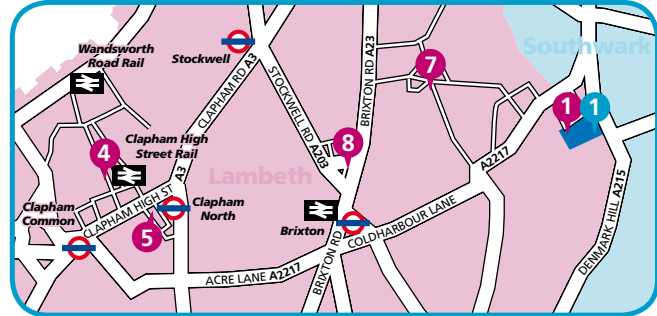 Wandsworth
Road Rail
Stockwell
CLAPHAM RD A3
STOCKWELL RD A203
BRIXTON RD A23
7
Southwark
1
1
Clapham High
Street Rail
4
8
A2217
A3
Lambeth
Clapham
Common
CLAPHAM HIGH ST
Clapham
North
5
Brixton
BRIXTON RD
COLDHARBOUR LANE
ACRE LANE A2217
DENMARK HILL A215